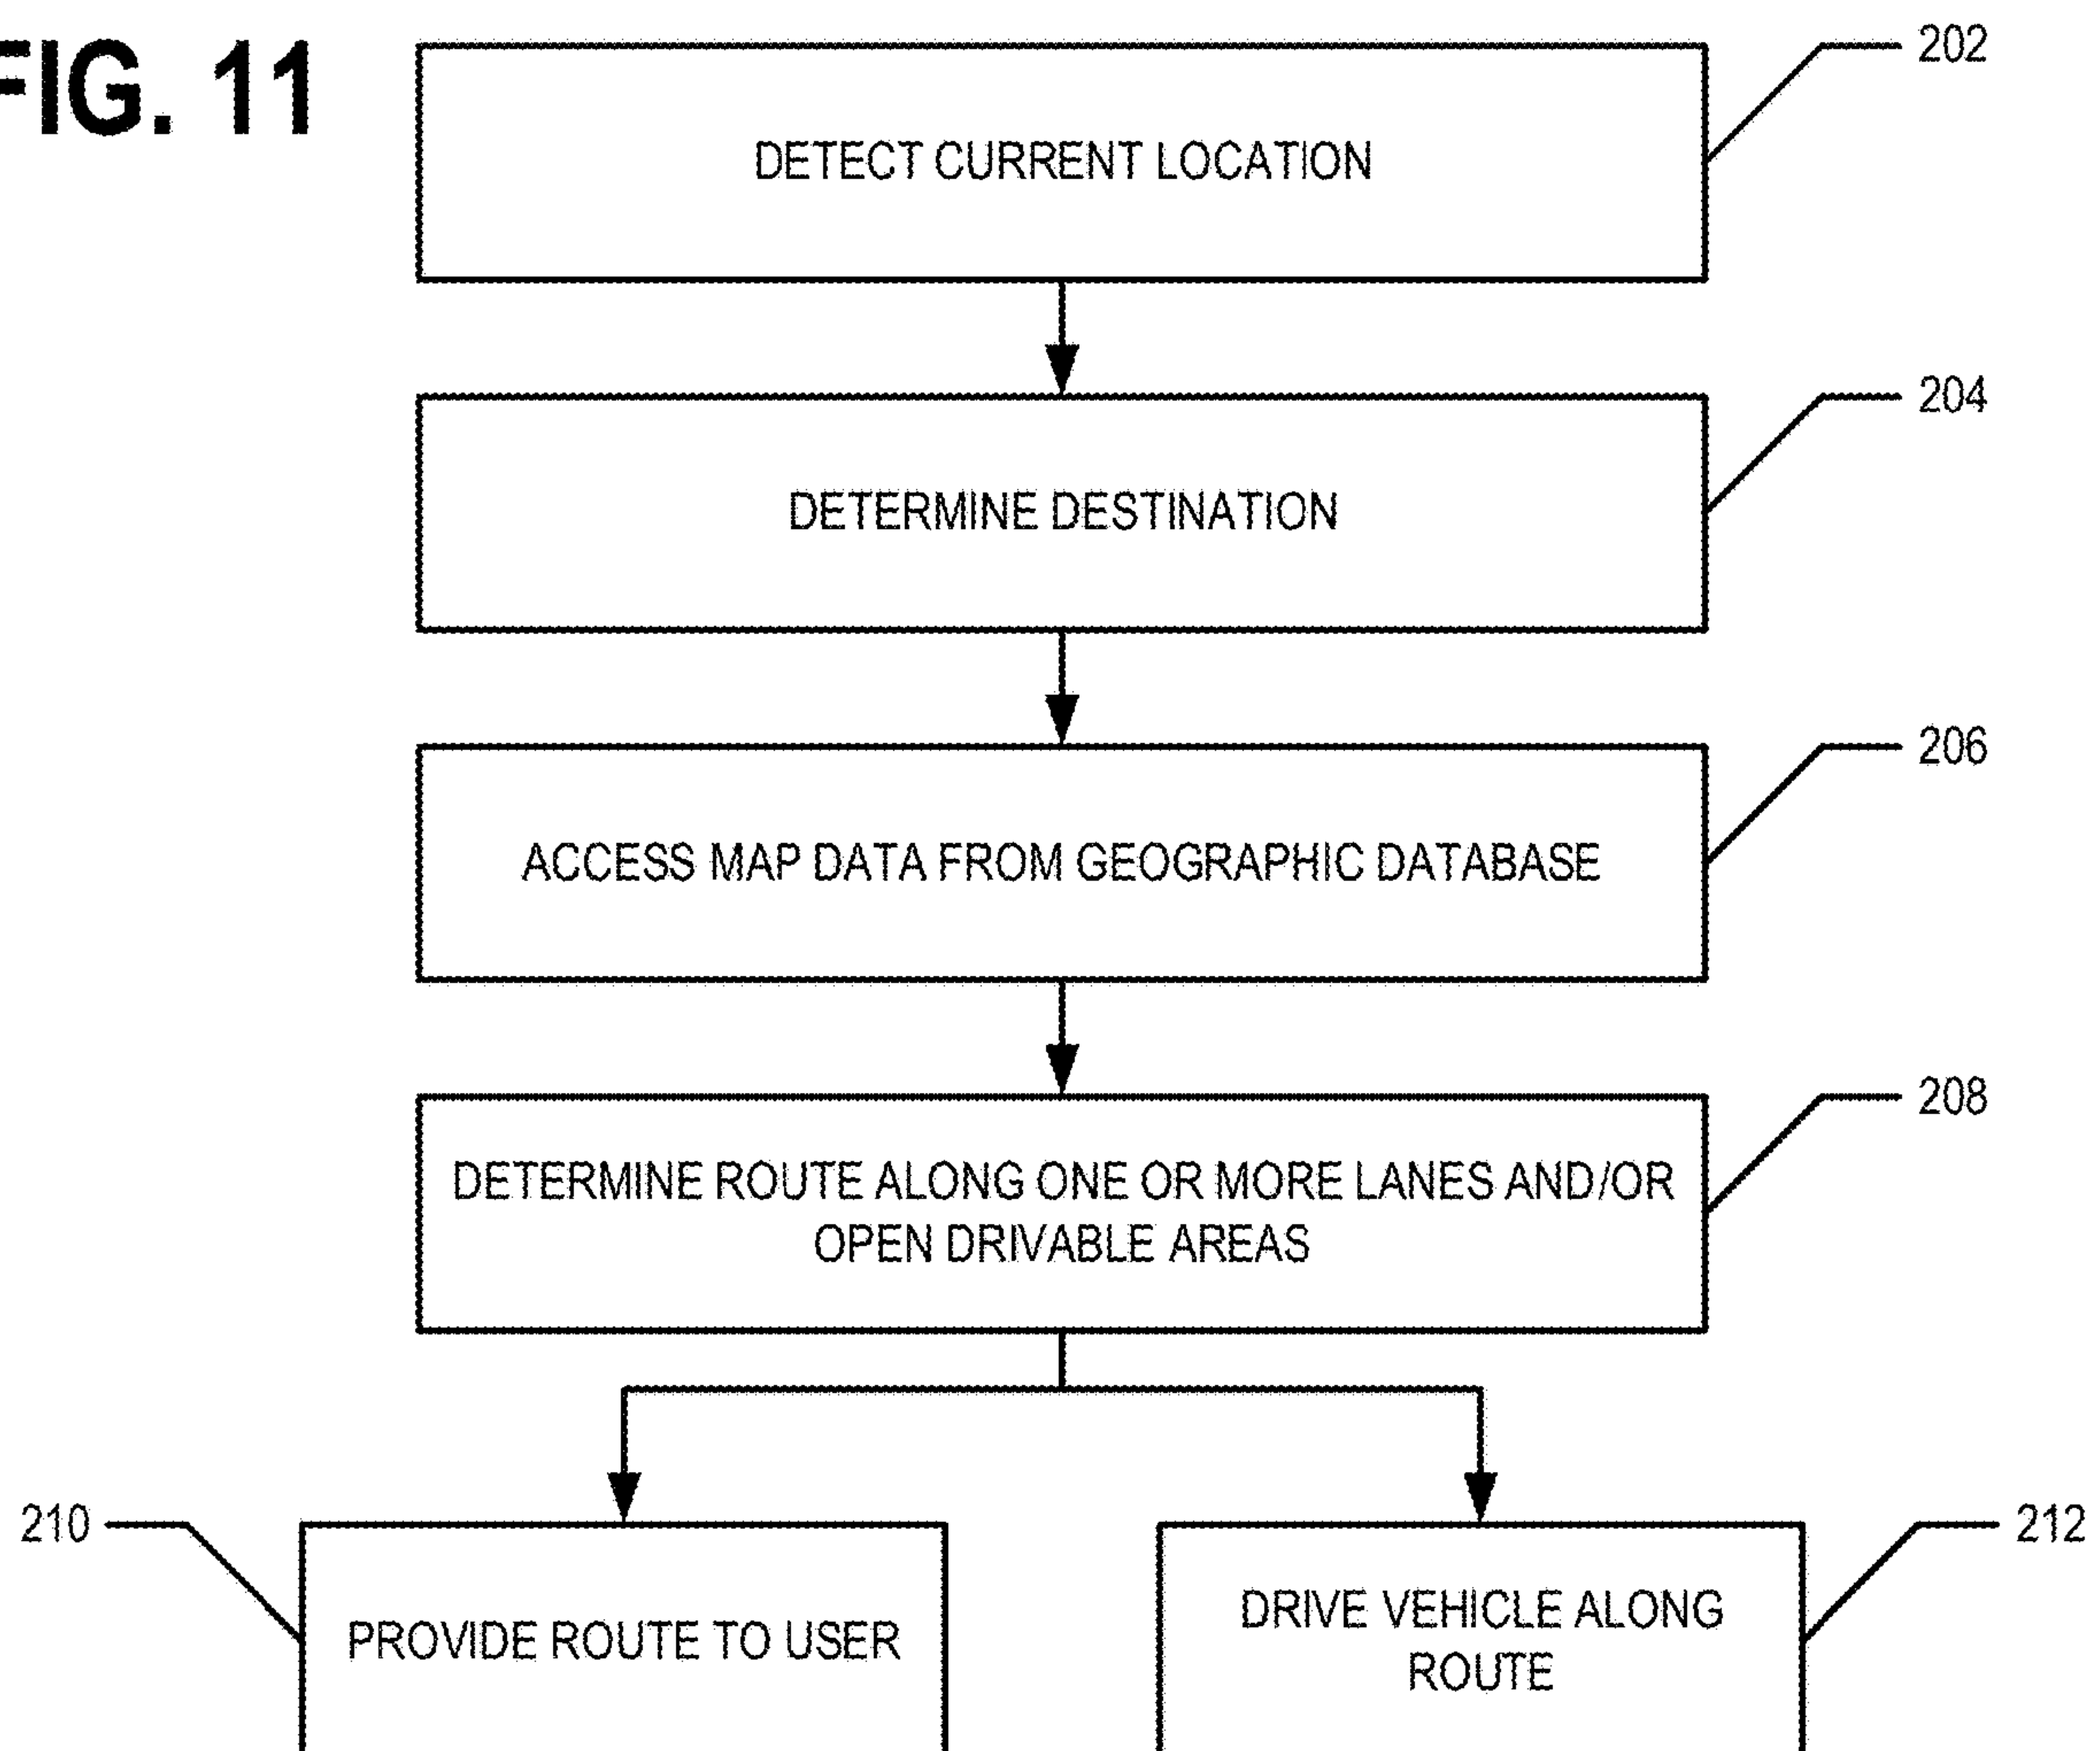 FIG. 11
202
DETECT CURRENT LOCATION
204
DETERMINE DESTINATION
206
ACCESS MAP DATA FROM GEOGRAPHIC DATABASE
208
DETERMINE ROUTE ALONG ONE OR MORE LANES AND/OR
OPEN DRIVABLE AREAS
210
PROVIDE ROUTE TO USER
212
DRIVE VEHICLE ALONG
ROUTE